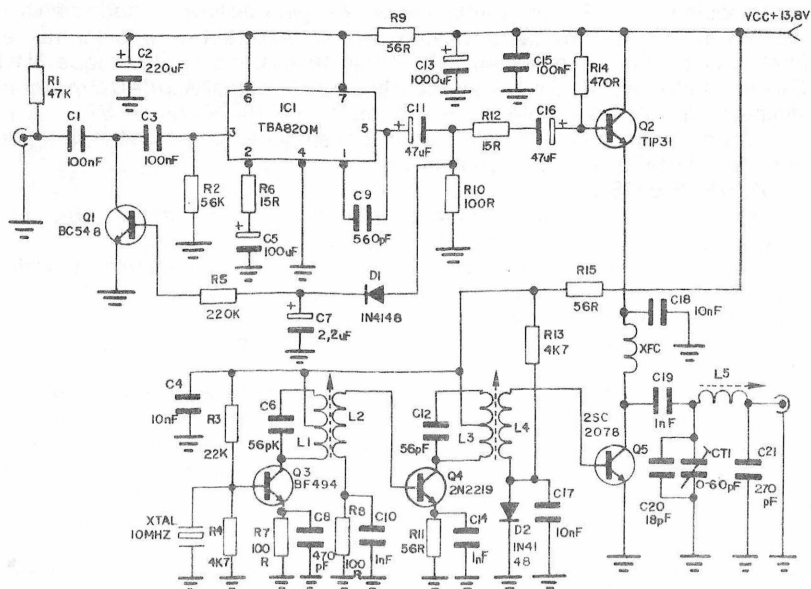 VCC+13,8V
R9
56R
C2
220uF
R1
47K
C13
1000uF
C15
100nF
R14
470R
6
7
IC1
TBA820M
C1
100nF
C3
100nF
3
5
2
4
1
C11
47uF
R12
15R
C16
47uF
Q2
TIP31
R2
56K
R6
15R
C9
560pf
R10
100R
Q1
BC548
C5
100uF
R5
220K
D1
1N4148
C7
2,2uF
R15
56R
C18
10nF
R13
4K7
XFC
C4
10nF
R3
22K
C6
56pK
L1
L2
C12
56pF
L3
L4
C19
1nF
L5
2SC
2078
Q3
BF494
Q4
2N2219
Q5
CT1
0-60pF
C21
270
pF
C20
18pF
XTAL
10MHZ
R4
4K7
R7
100
R
C8
470
pF
R8
100
R
C10
1nF
R11
56R
C14
1nF
D2
1N41
48
C17
10nF